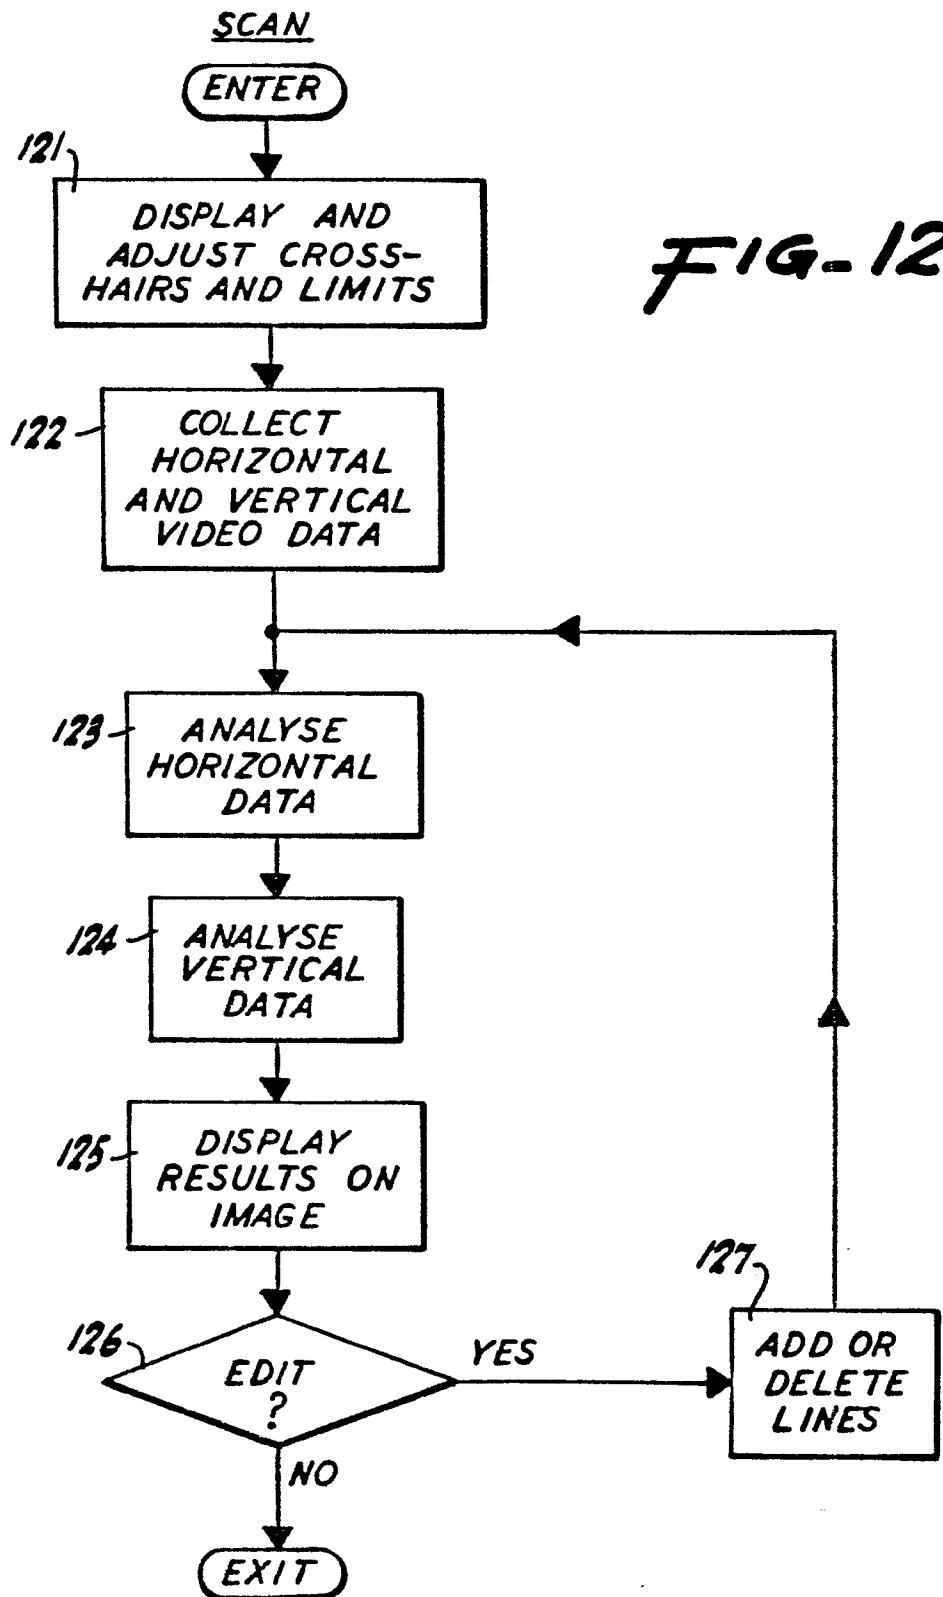 SCAN
ENTER
121
DISPLAY AND
ADJUST CROSS-
HAIRS AND LIMITS
FIG-12
122
COLLECT
HORIZONTAL
AND VERTICAL
VIDEO DATA
123
ANALYSE
HORIZONTAL
DATA
124
ANALYSE
VERTICAL
DATA
125
DISPLAY
RESULTS ON
IMAGE
126
EDIT
?
YES
127
ADD OR
DELETE
LINES
NO
EXIT